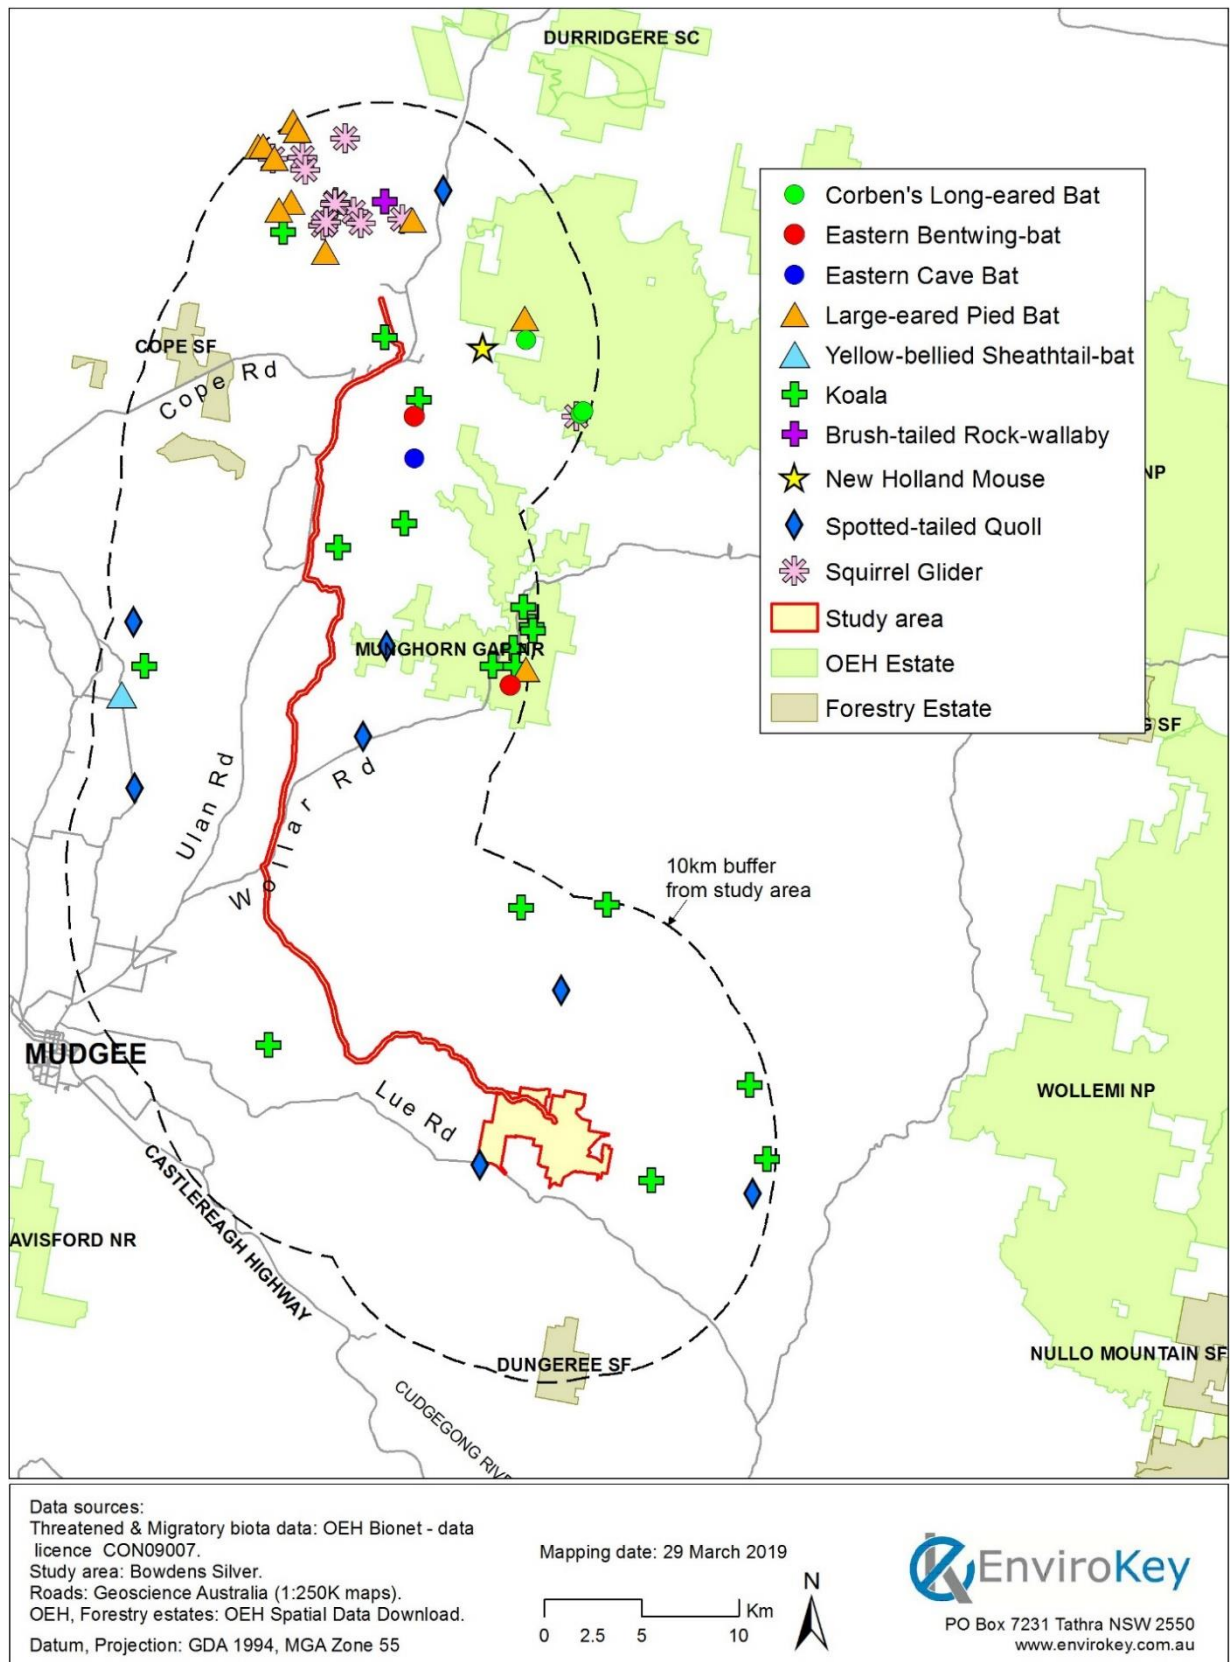 DURRIDGERE SC
Corben's Long-eared Bat
Eastern Bentwing-bat
Eastern Cave Bat
Large-eared Pied Bat
Yellow-bellied Sheathtail-bat
Koala
Brush-tailed Rock-wallaby
New Holland Mouse
Spotted-tailed Quoll
Squirrel Glider
Study area
OEH Estate
Forestry Estate
COPE SF
Cope Rd
NP
MUNGHORN GAP NR
G SF
Ulan Rd
Wollar Rd
10km buffer
from study area
MUDGEE
Lue Rd
WOLLEMI NP
CASTLEREAGH HIGHWAY
AVISFORD NR
DUNGEREE SF
NULLO MOUNTAIN SF
CUDGEGONG RIVE
Data sources:
Threatened & Migratory biota data: OEH Bionet - data
licence CON09007.
Study area: Bowdens Silver.
Roads: Geoscience Australia (1:250K maps).
OEH, Forestry estates: OEH Spatial Data Download.
Datum, Projection: GDA 1994, MGA Zone 55
Mapping date: 29 March 2019
Km
0 2.5 5 10
N
EnviroKey
PO Box 7231 Tathra NSW 2550
www.envirokey.com.au